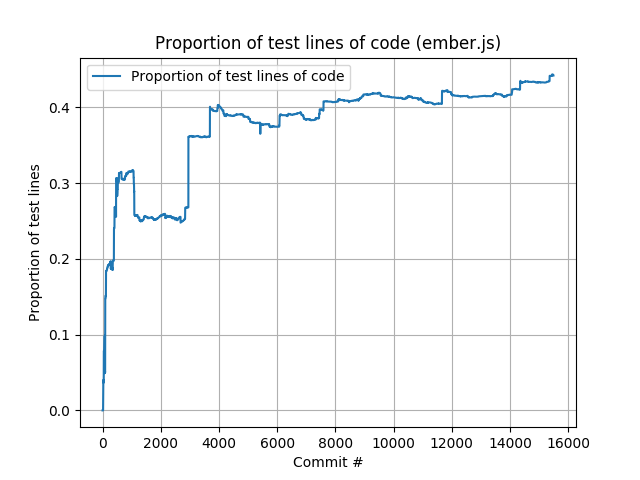 Proportion of test lines of code (ember.js)
Proportion of test lines of code
Proportion of test lines
0.4
0.3
0.2
0.1
0.0
0 2000 4000 6000 8000 10000 12000 14000 16000
Commit #